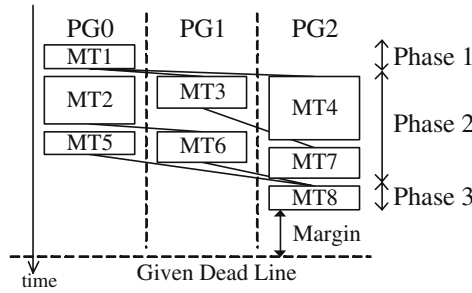 PG0 PG1 PG2
MT1
Phase 1
MT2
MT3
MT4
Phase 2
MT5
MT6
MT7
MT8
Phase 3
Margin
time
Given Dead Line